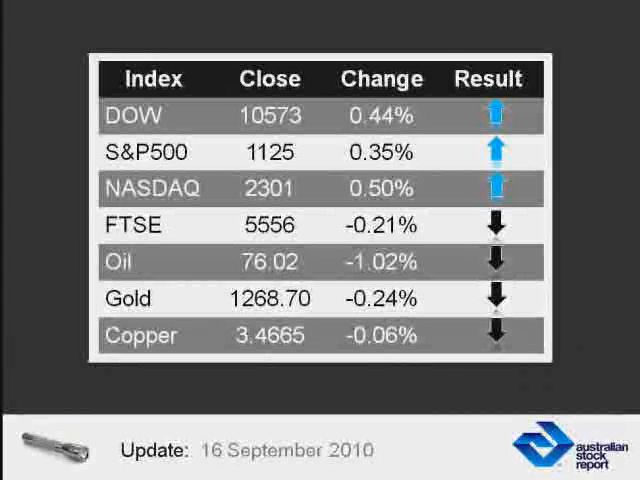 Index Close Change Result
DOW 10573 0.44%
S&P500 1125 0.35%
NASDAQ 2301 0.50%
FTSE 5556 -0.21%
Oil 76.02 -1.02%
Gold 1268.70 -0.24%
Copper 3.4665 -0.06%
Update: 16 September 2010
australian
stock
report